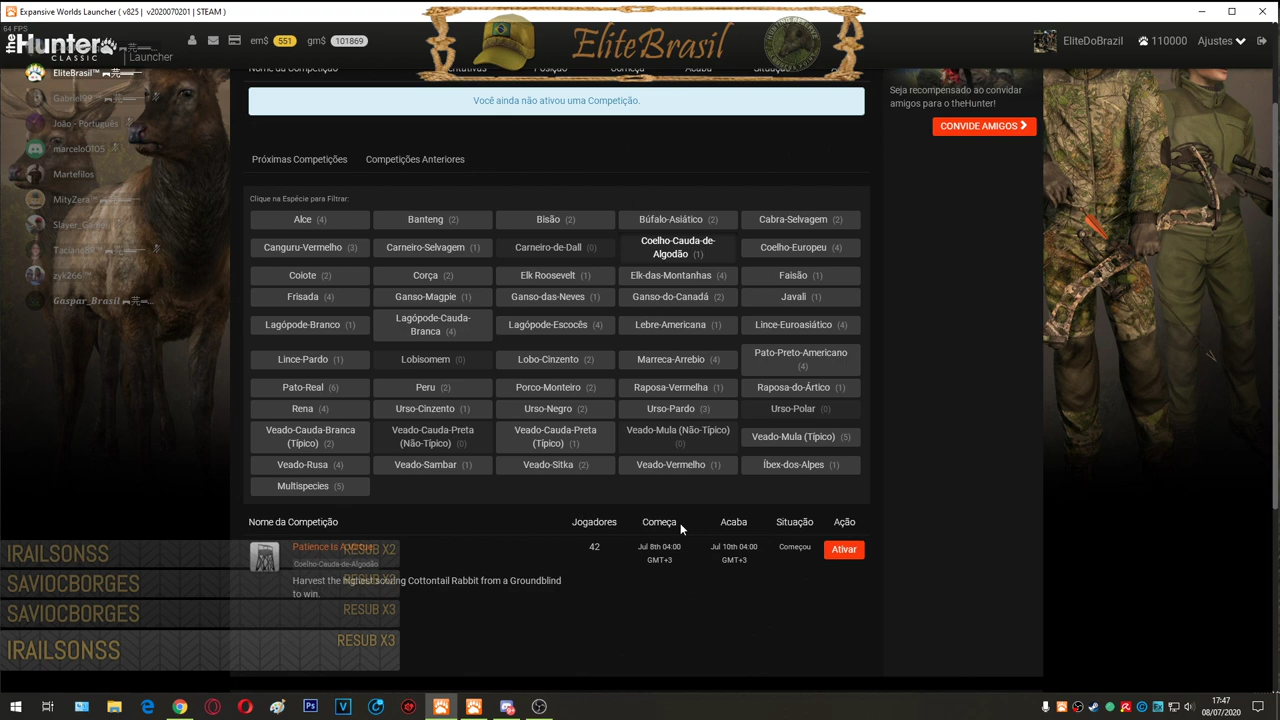 Expansive Worlds Launcher ( v825 | v2020070201 | STEAM )
64 FPS
theHunter
CLASSIC
Launcher
em$ 551 gm$ 101869
EliteBrasil
EliteDoBrazil 110000 Ajustes
EliteBrasil™
Gabriel99
João - Português
marcelo0105
Martefilos
MityZera
Slayer_Gamer
zyk266
Gaspar_Brasil
Nome da Competição Tentativas Posição Começa Acaba Situação
Você ainda não ativou uma Competição.
Seja recompensado ao convidar
amigos para o theHunter!
CONVIDE AMIGOS
Próximas Competições Competições Anteriores
Clique na Espécie para Filtrar:
Alce (4) Banteng (2) Bisão (2) Búfalo-Asiático (2) Cabra-Selvagem (2)
Canguru-Vermelho (3) Carneiro-Selvagem (1) Carneiro-de-Dall (0) Coelho-Cauda-de-
Algodão (1) Coelho-Europeu (4)
Coiote (2) Corça (2) Elk Roosevelt (1) Elk-das-Montanhas (4) Faisão (1)
Frisada (4) Ganso-Magpie (1) Ganso-das-Neves (1) Ganso-do-Canadá (2) Javali (1)
Lagópode-Branco (1) Lagópode-Cauda-
Branca (4) Lagópode-Escocês (4) Lebre-Americana (1) Lince-Euroasiático (4)
Lince-Pardo (1) Lobisomem (0) Lobo-Cinzento (2) Marreca-Arrebio (4) Pato-Preto-Americano
(4)
Pato-Real (6) Peru (2) Porco-Monteiro (2) Raposa-Vermelha (1) Raposa-do-Ártico (1)
Rena (4) Urso-Cinzento (1) Urso-Negro (2) Urso-Pardo (3) Urso-Polar (0)
Veado-Cauda-Branca
(Típico) (2) Veado-Cauda-Preta
(Não-Típico) (0) Veado-Cauda-Preta
(Típico) (1) Veado-Mula (Não-Típico)
(0) Veado-Mula (Típico) (5)
Veado-Rusa (4) Veado-Sambar (1) Veado-Sitka (2) Veado-Vermelho (1) Íbex-dos-Alpes (1)
Multispecies (5)
Nome da Competição Jogadores Começa Acaba Situação Ação
Patience Is A Virtue 42 Jul 8th 04:00 Jul 10th 04:00 Começou Ativar
Coelho-Cauda-de-Algodão GMT+3 GMT+3
Harvest the highest scoring Cottontail Rabbit from a Groundblind
to win.
IRAILSONSS RESUB X2
SAVIOCBORGES
SAVIOCBORGES RESUB X3
IRAILSONSS RESUB X3
17:47
08/07/2020